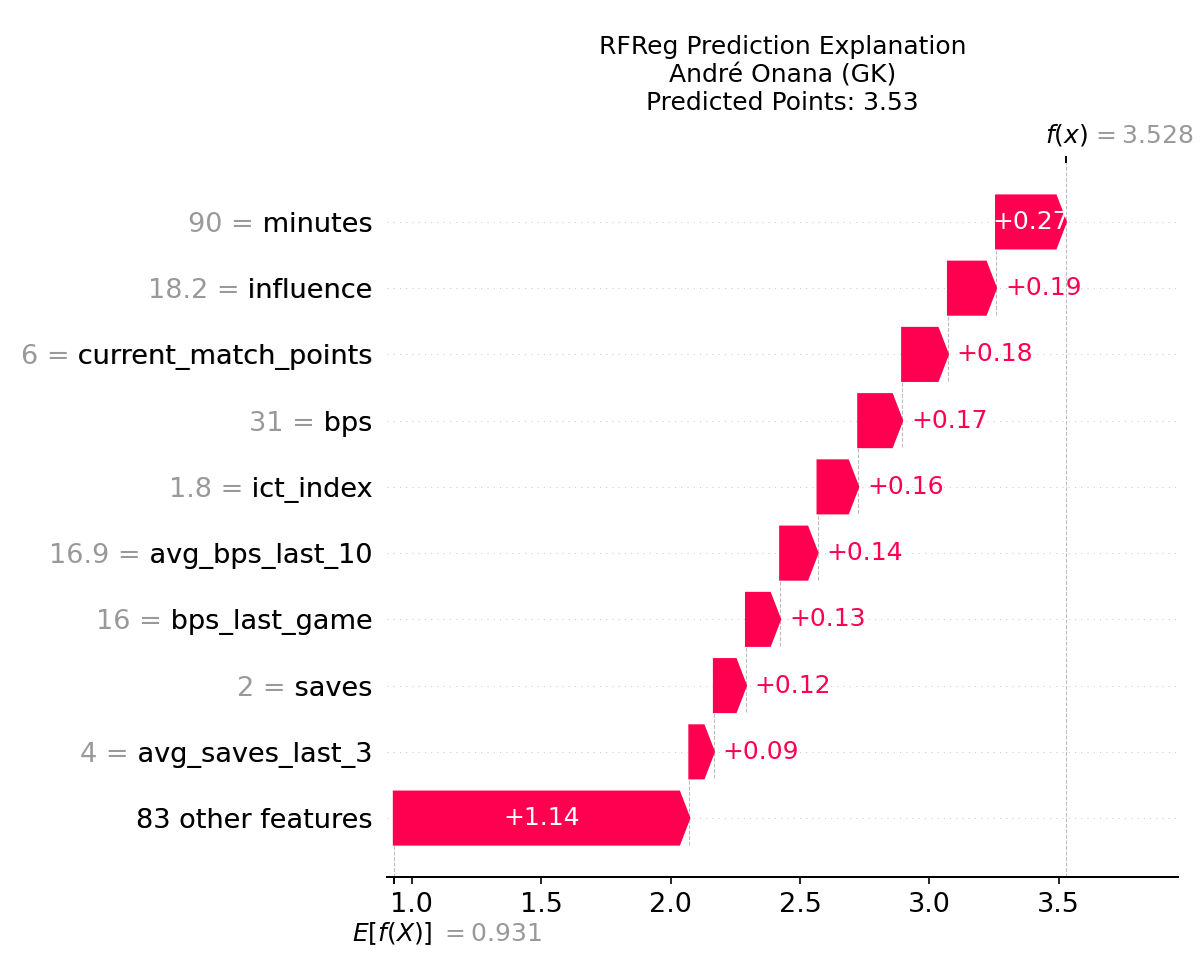 RFReg Prediction Explanation
André Onana (GK)
Predicted Points: 3.53
f(x) = 3.528
90 = minutes
+0.27
18.2 = influence
+0.19
6 = current_match_points
+0.18
31 = bps
+0.17
1.8 = ict_index
+0.16
16.9 = avg_bps_last_10
+0.14
16 = bps_last_game
+0.13
2 = saves
+0.12
4 = avg_saves_last_3
+0.09
83 other features
+1.14
1.0 1.5 2.0 2.5 3.0 3.5
E[f(X)] = 0.931